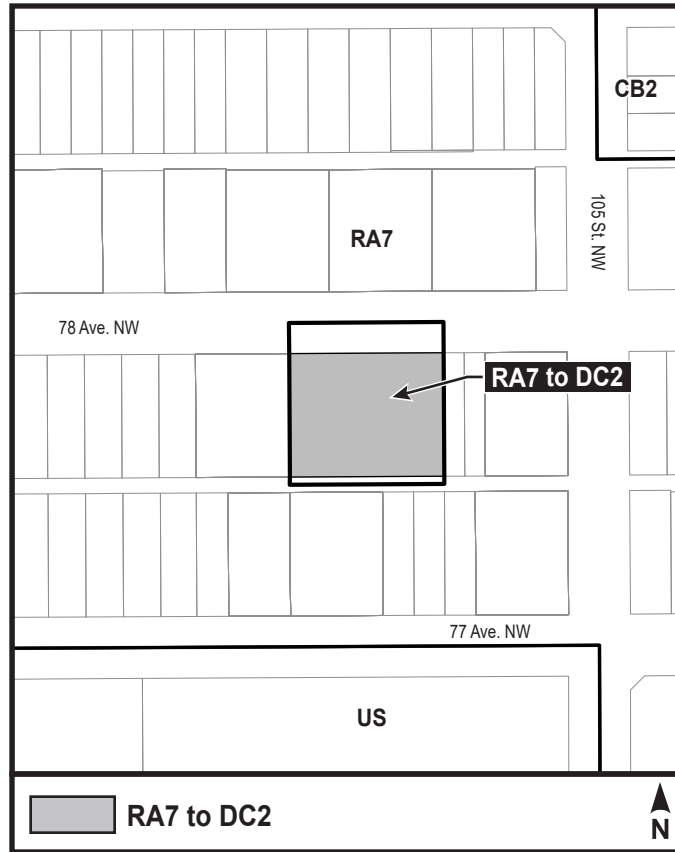 CB2
105 St. NW
RA7
78 Ave. NW
RA7 to DC2
77 Ave. NW
US
RA7 to DC2
N